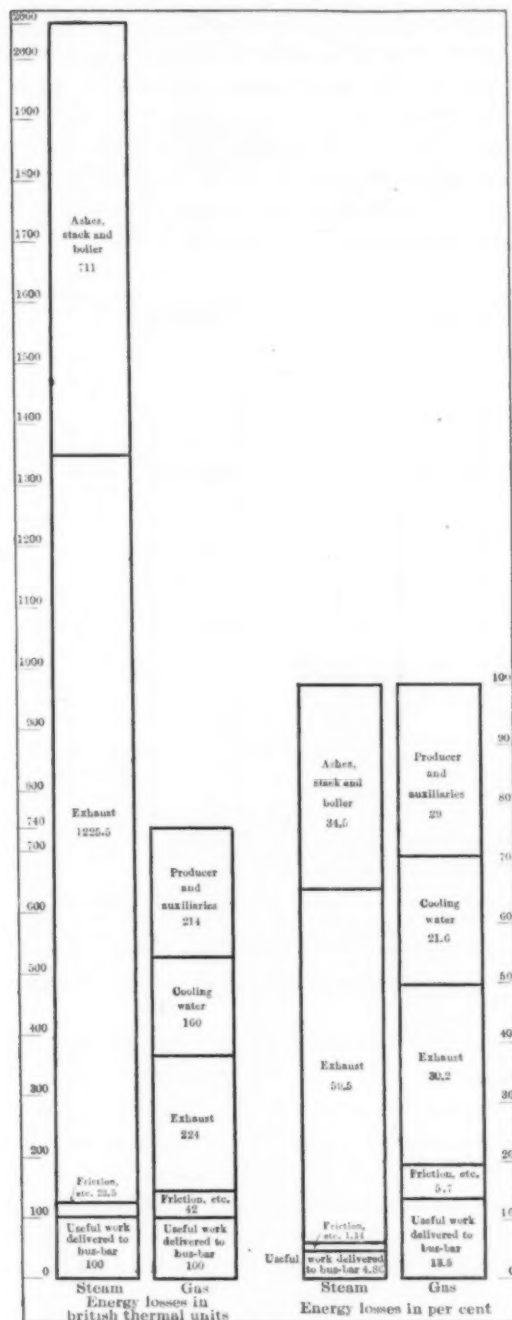 2060
2000
1900
1800
1700
1600
1500
1400
1300
1200
1100
1000
900
800
740
700
600
500
400
300
200
100
0
Ashes,
stack and
boiler
711
Exhaust
1225.5
Friction,
etc. 23.5
Useful work
delivered to
bus-bar
100
Steam
Producer
and
auxiliaries
214
Cooling
water
160
Exhaust
224
Friction, etc.
42
Useful work
delivered to
bus-bar
100
Gas
Energy losses in
british thermal units
Ashes,
stack and
boiler
34.5
Exhaust
59.5
Friction,
etc. 1.14
Useful work delivered
to bus-bar
Steam
Producer
and
auxiliaries
29
Cooling
water
21.6
Exhaust
30.2
Friction, etc.
5.7
Useful work
delivered to
bus-bar
13.5
Gas
100
90
80
70
60
50
40
30
20
10
0
Energy losses in per cent